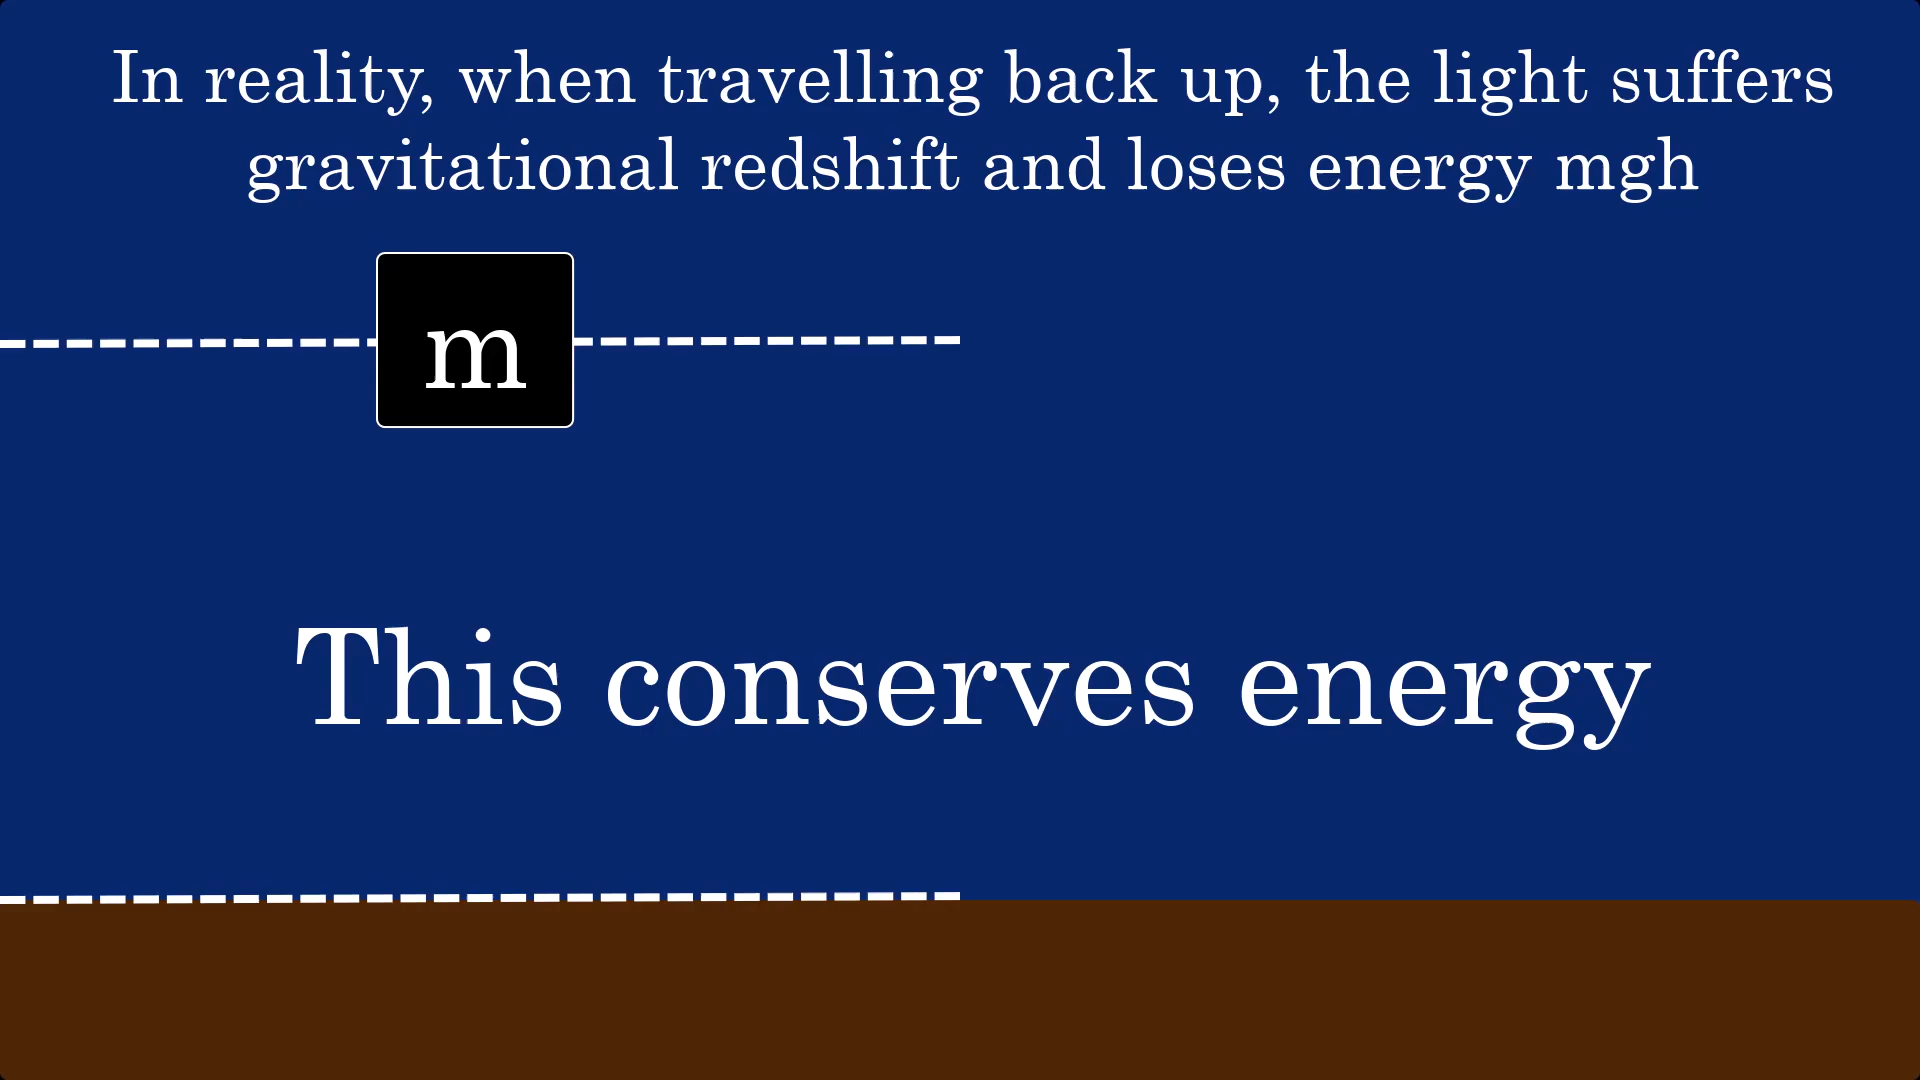 In reality, when travelling back up, the light suffers
gravitational redshift and loses energy mgh
m
This conserves energy